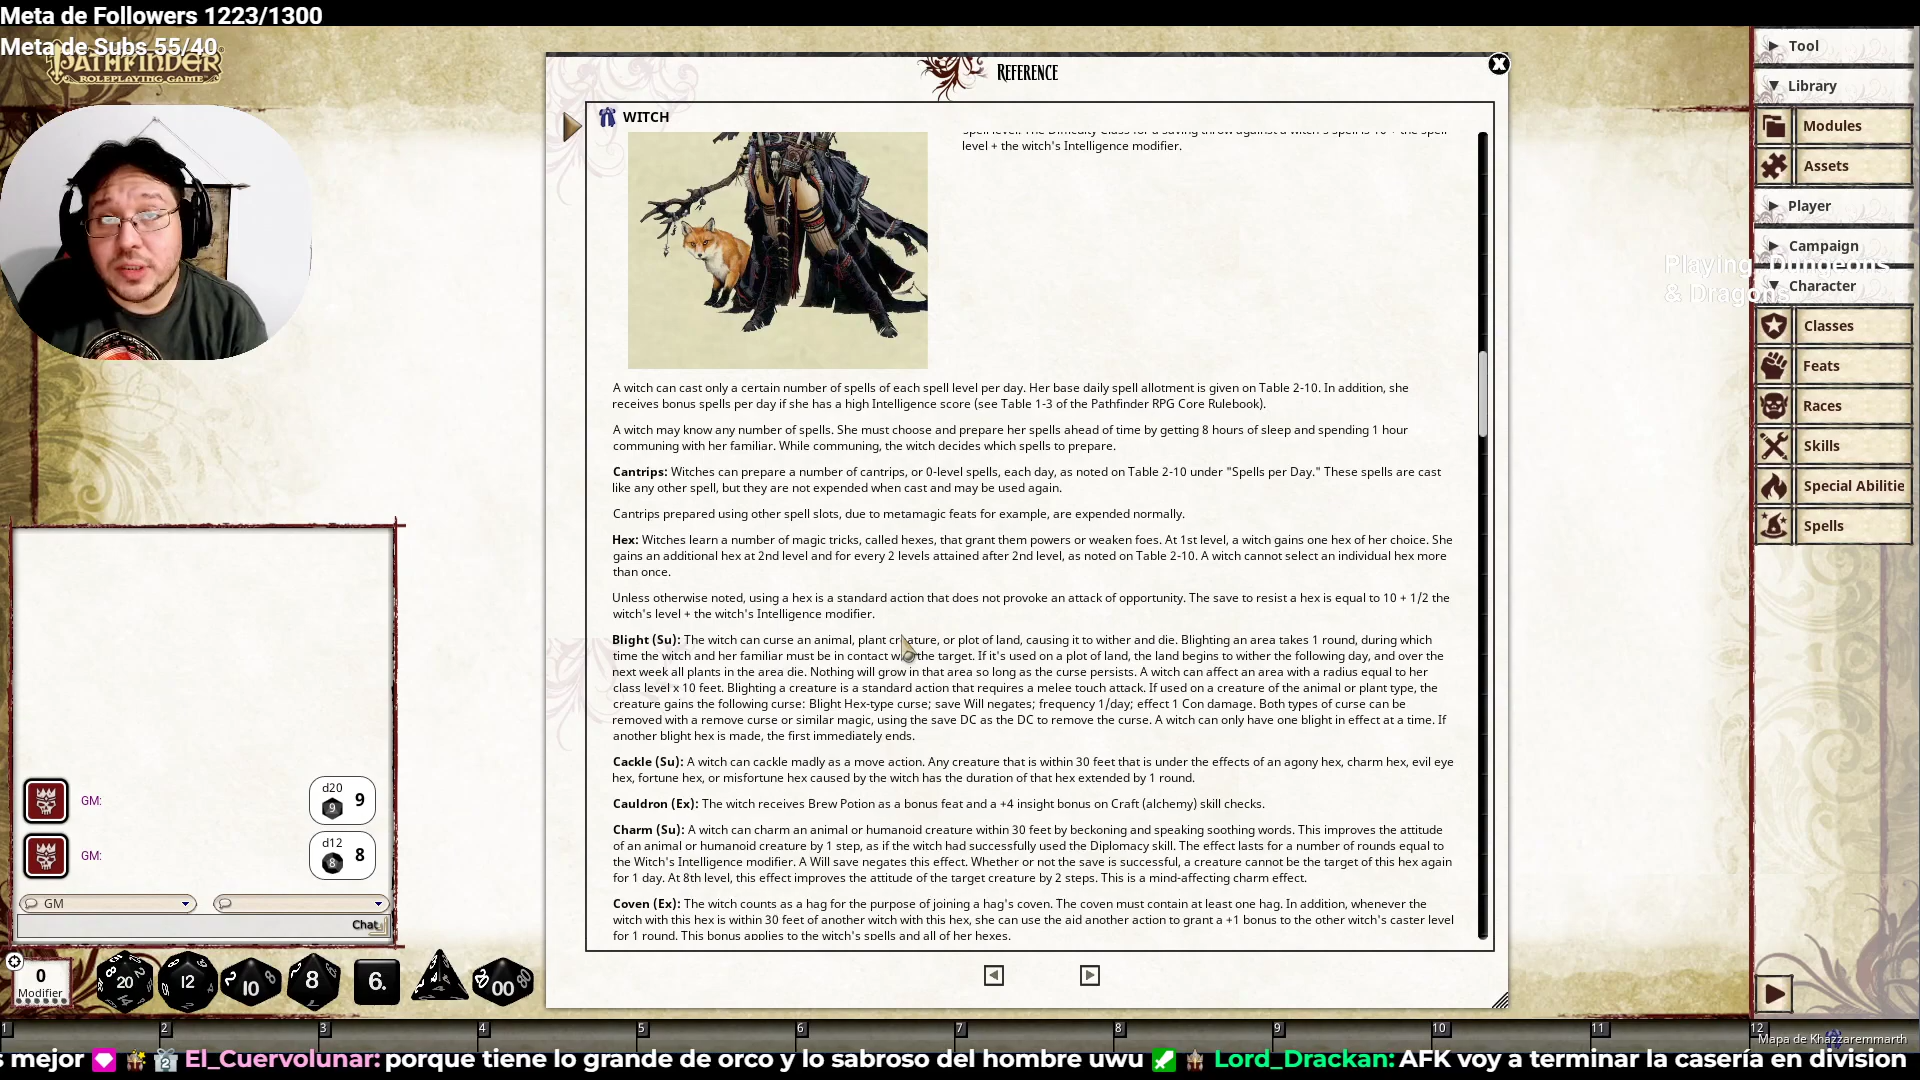 Meta de Followers 1223/1300
Meta de Subs 55/40
PATHFINDER
ROLEPLAYING GAME
REFERENCE
WITCH
level + the witch's Intelligence modifier.
A witch can cast only a certain number of spells of each spell level per day. Her base daily spell allotment is given on Table 2-10. In addition, she
receives bonus spells per day if she has a high Intelligence score (see Table 1-3 of the Pathfinder RPG Core Rulebook).
A witch may know any number of spells. She must choose and prepare her spells ahead of time by getting 8 hours of sleep and spending 1 hour
communing with her familiar. While communing, the witch decides which spells to prepare.
Cantrips: Witches can prepare a number of cantrips, or 0-level spells, each day, as noted on Table 2-10 under "Spells per Day." These spells are cast
like any other spell, but they are not expended when cast and may be used again.
Cantrips prepared using other spell slots, due to metamagic feats for example, are expended normally.
Hex: Witches learn a number of magic tricks, called hexes, that grant them powers or weaken foes. At 1st level, a witch gains one hex of her choice. She
gains an additional hex at 2nd level and for every 2 levels attained after 2nd level, as noted on Table 2-10. A witch cannot select an individual hex more
than once.
Unless otherwise noted, using a hex is a standard action that does not provoke an attack of opportunity. The save to resist a hex is equal to 10 + 1/2 the
witch's level + the witch's Intelligence modifier.
Blight (Su): The witch can curse an animal, plant creature, or plot of land, causing it to wither and die. Blighting an area takes 1 round, during which
time the witch and her familiar must be in contact with the target. If it's used on a plot of land, the land begins to wither the following day, and over the
next week all plants in the area die. Nothing will grow in that area so long as the curse persists. A witch can affect an area with a radius equal to her
class level x 10 feet. Blighting a creature is a standard action that requires a melee touch attack. If used on a creature of the animal or plant type, the
creature gains the following curse: Blight Hex-type curse; save Will negates; frequency 1/day; effect 1 Con damage. Both types of curse can be
removed with a remove curse or similar magic, using the save DC as the DC to remove the curse. A witch can only have one blight in effect at a time. If
another blight hex is made, the first immediately ends.
Cackle (Su): A witch can cackle madly as a move action. Any creature that is within 30 feet that is under the effects of an agony hex, charm hex, evil eye
hex, fortune hex, or misfortune hex caused by the witch has the duration of that hex extended by 1 round.
Cauldron (Ex): The witch receives Brew Potion as a bonus feat and a +4 insight bonus on Craft (alchemy) skill checks.
Charm (Su): A witch can charm an animal or humanoid creature within 30 feet by beckoning and speaking soothing words. This improves the attitude
of an animal or humanoid creature by 1 step, as if the witch had successfully used the Diplomacy skill. The effect lasts for a number of rounds equal to
the Witch's Intelligence modifier. A Will save negates this effect. Whether or not the save is successful, a creature cannot be the target of this hex again
for 1 day. At 8th level, this effect improves the attitude of the target creature by 2 steps. This is a mind-affecting charm effect.
Coven (Ex): The witch counts as a hag for the purpose of joining a hag's coven. The coven must contain at least one hag. In addition, whenever the
witch with this hex is within 30 feet of another witch with this hex, she can use the aid another action to grant a +1 bonus to the other witch's caster level
for 1 round. This bonus applies to the witch's spells and all of her hexes.
Tool
Library
Modules
Assets
Player
Campaign
Playing: Dungeons
& Dragons
Character
Classes
Feats
Races
Skills
Special Abilitie
Spells
GM:
d20
9
9
GM:
d12
8
8
GM
Chat
0
Modifier
20
12
10
8
6.
00
80
1
2
3
4
5
6
7
8
9
10
11
12
Mapa de Khazzaremmarth
s mejor
2
El_Cuervolunar: porque tiene lo grande de orco y lo sabroso del hombre uwu
Lord_Drackan: AFK voy a terminar la casería en division